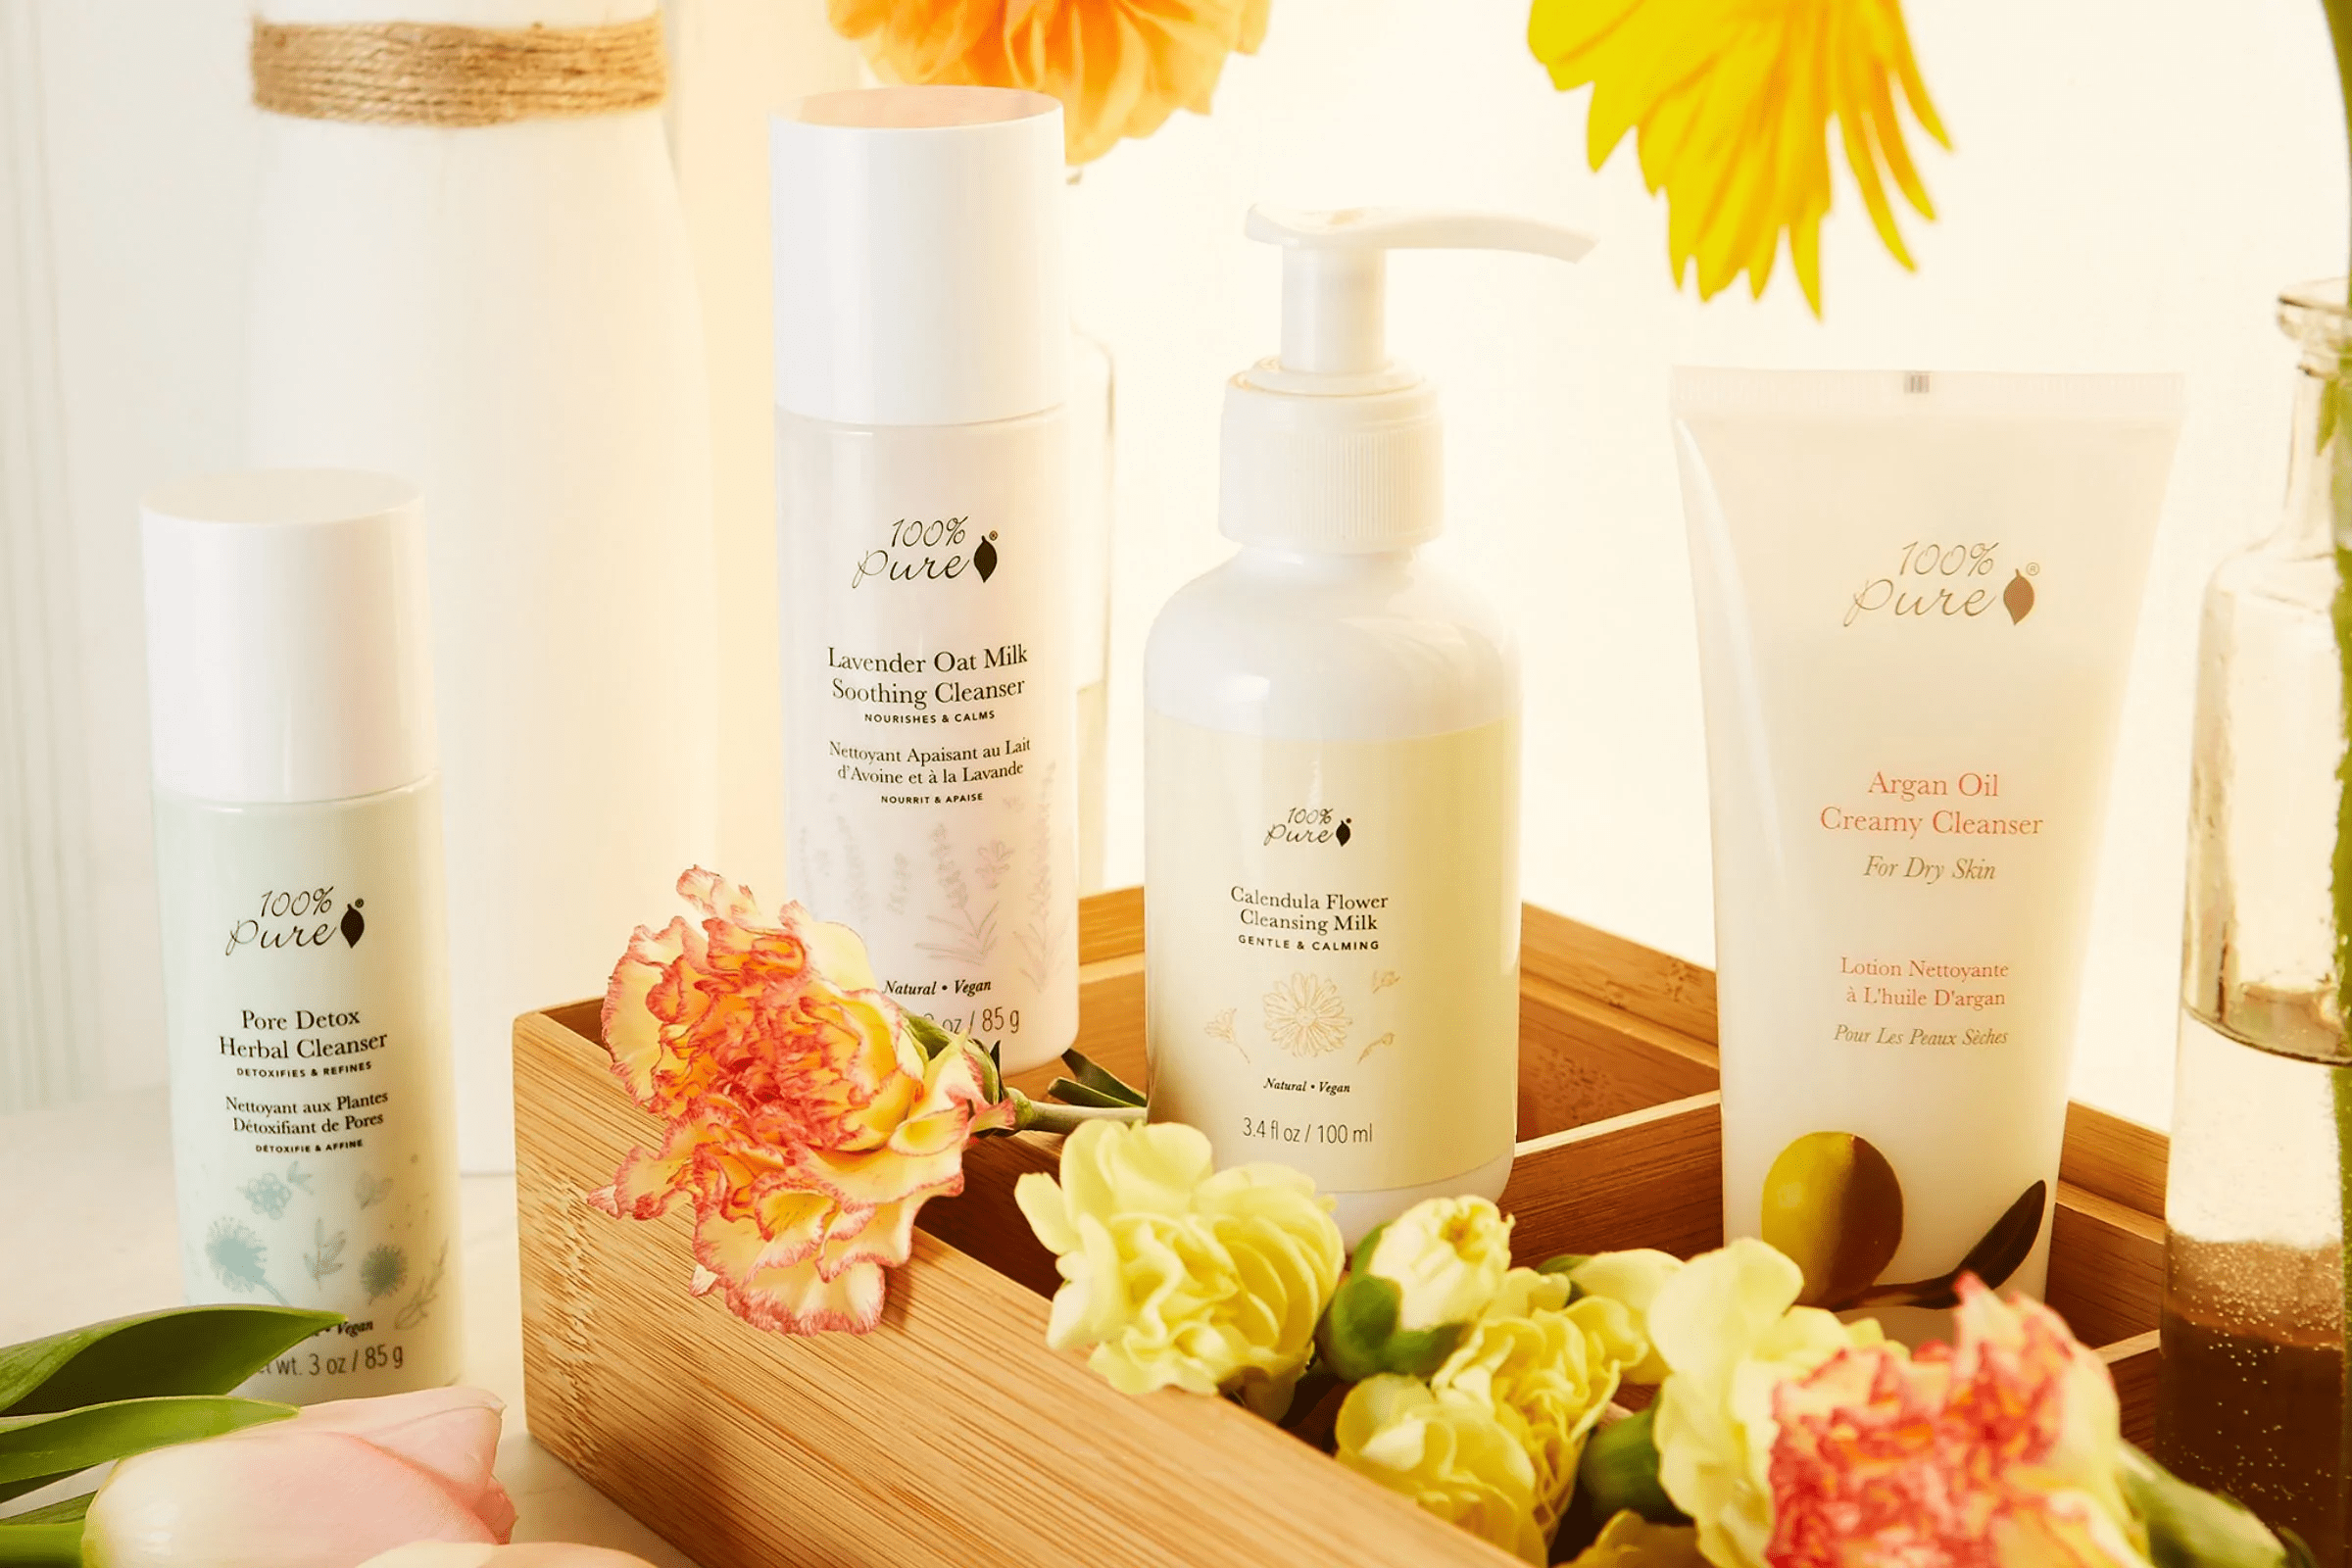 100%
Pure®
Pore Detox
Herbal Cleanser
DETOXIFIES & REFINES
Nettoyant aux Plantes
Détoxifiant de Pores
DÉTOXIFIE & AFFINE
Vegan
wt. 3 oz / 85 g
100%
Pure®
Lavender Oat Milk
Soothing Cleanser
NOURISHES & CALMS
Nettoyant Apaisant au Lait
d'Avoine et à la Lavande
NOURRIT & APAISE
Natural • Vegan
oz / 85 g
100%
Pure
Calendula Flower
Cleansing Milk
GENTLE & CALMING
Natural • Vegan
3.4 fl oz / 100 ml
100%
Pure®
Argan Oil
Creamy Cleanser
For Dry Skin
Lotion Nettoyante
à L'huile D'argan
Pour Les Peaux Sèches